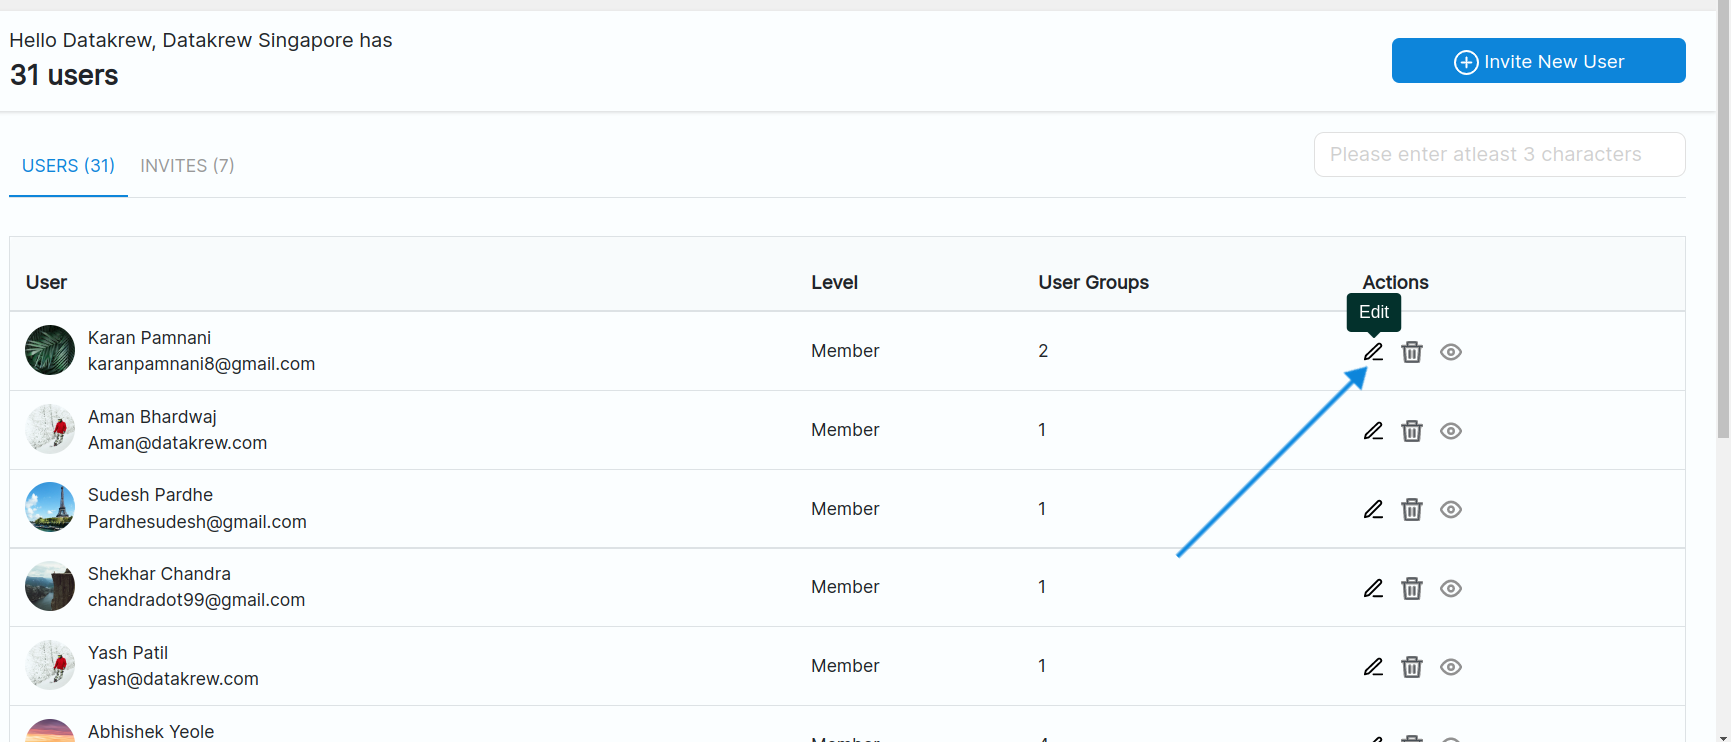 Hello Datakrew, Datakrew Singapore has
31 users
Invite New User
USERS (31) INVITES (7)
Please enter atleast 3 characters
User Level User Groups Actions
Edit
Karan Pamnani
karanpamnani8@gmail.com
Member 2
Aman Bhardwaj
Aman@datakrew.com
Member 1
Sudesh Pardhe
Pardhesudesh@gmail.com
Member 1
Shekhar Chandra
chandradot99@gmail.com
Member 1
Yash Patil
yash@datakrew.com
Member 1
Abhishek Yeole
Member